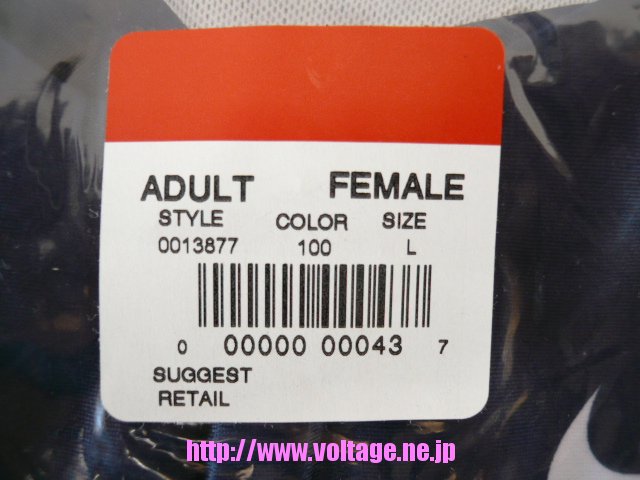 ADULT FEMALE
STYLE COLOR SIZE
0013877 100 L
0 00000 00043 7
SUGGEST
RETAIL
http://www.voltage.ne.jp